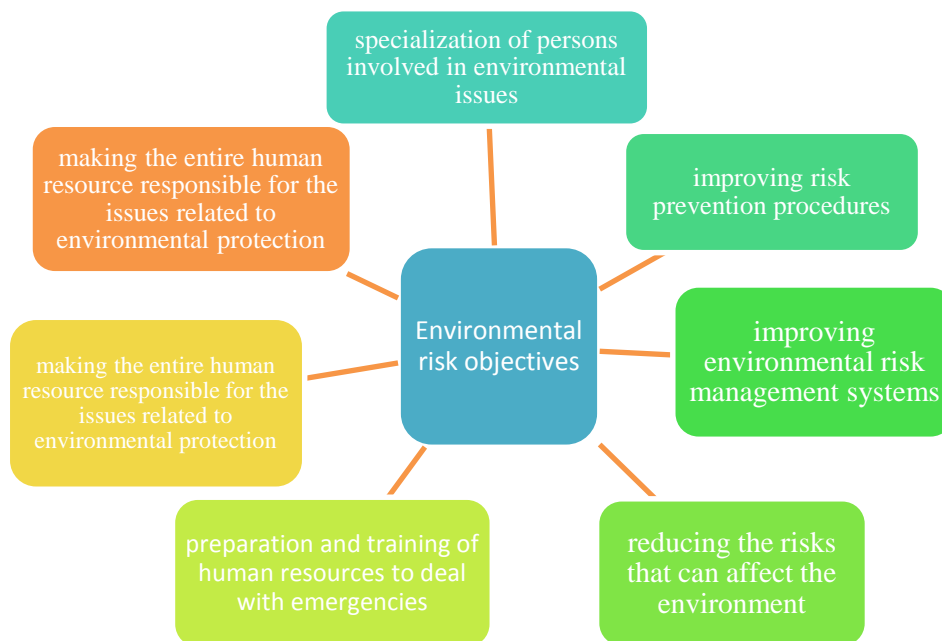 specialization of persons
involved in environmental
issues
improving risk
prevention procedures
improving
environmental risk
management systems
reducing the risks
that can affect the
environment
preparation and training of
human resources to deal
with emergencies
making the entire human
resource responsible for the
issues related to
environmental protection
making the entire human
resource responsible for the
issues related to
environmental protection
Environmental
risk objectives